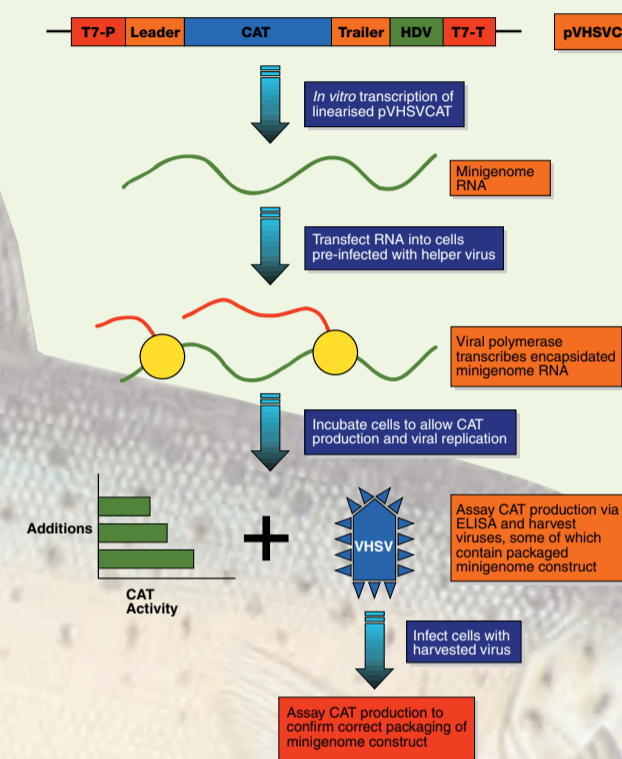 T7-P Leader CAT Trailer HDV T7-T pVHSVC
In vitro transcription of
linearised pVHSVCAT
Minigenome
RNA
Transfect RNA into cells
pre-infected with helper virus
Viral polymerase
transcribes encapsidated
minigenome RNA
Incubate cells to allow CAT
production and viral replication
Additions
CAT
Activity
VHSV
Assay CAT production via
ELISA and harvest
viruses, some of which
contain packaged
minigenome construct
Infect cells with
harvested virus
Assay CAT production to
confirm correct packaging of
minigenome construct